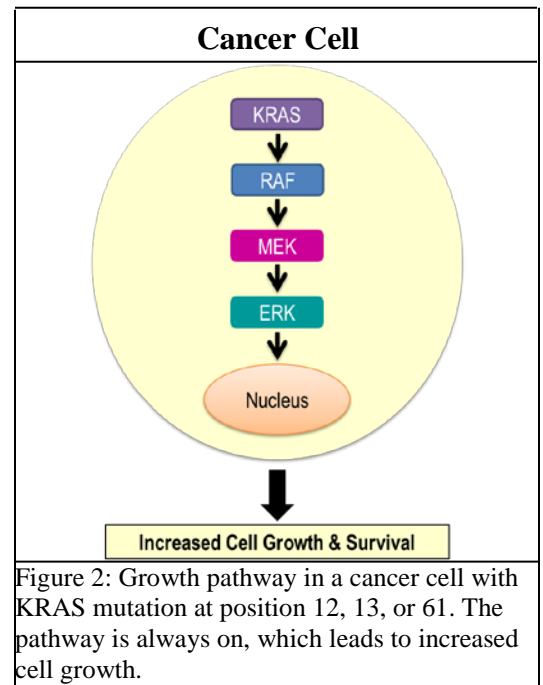 Cancer Cell
KRAS
RAF
MEK
ERK
Nucleus
Increased Cell Growth & Survival
Figure 2: Growth pathway in a cancer cell with
KRAS mutation at position 12, 13, or 61. The
pathway is always on, which leads to increased
cell growth.